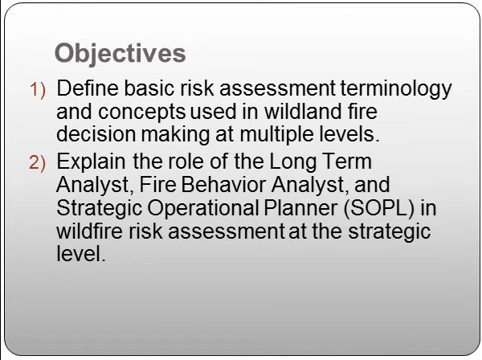 Objectives
1) Define basic risk assessment terminology
and concepts used in wildland fire
decision making at multiple levels.
2) Explain the role of the Long Term
Analyst, Fire Behavior Analyst, and
Strategic Operational Planner (SOPL) in
wildfire risk assessment at the strategic
level.